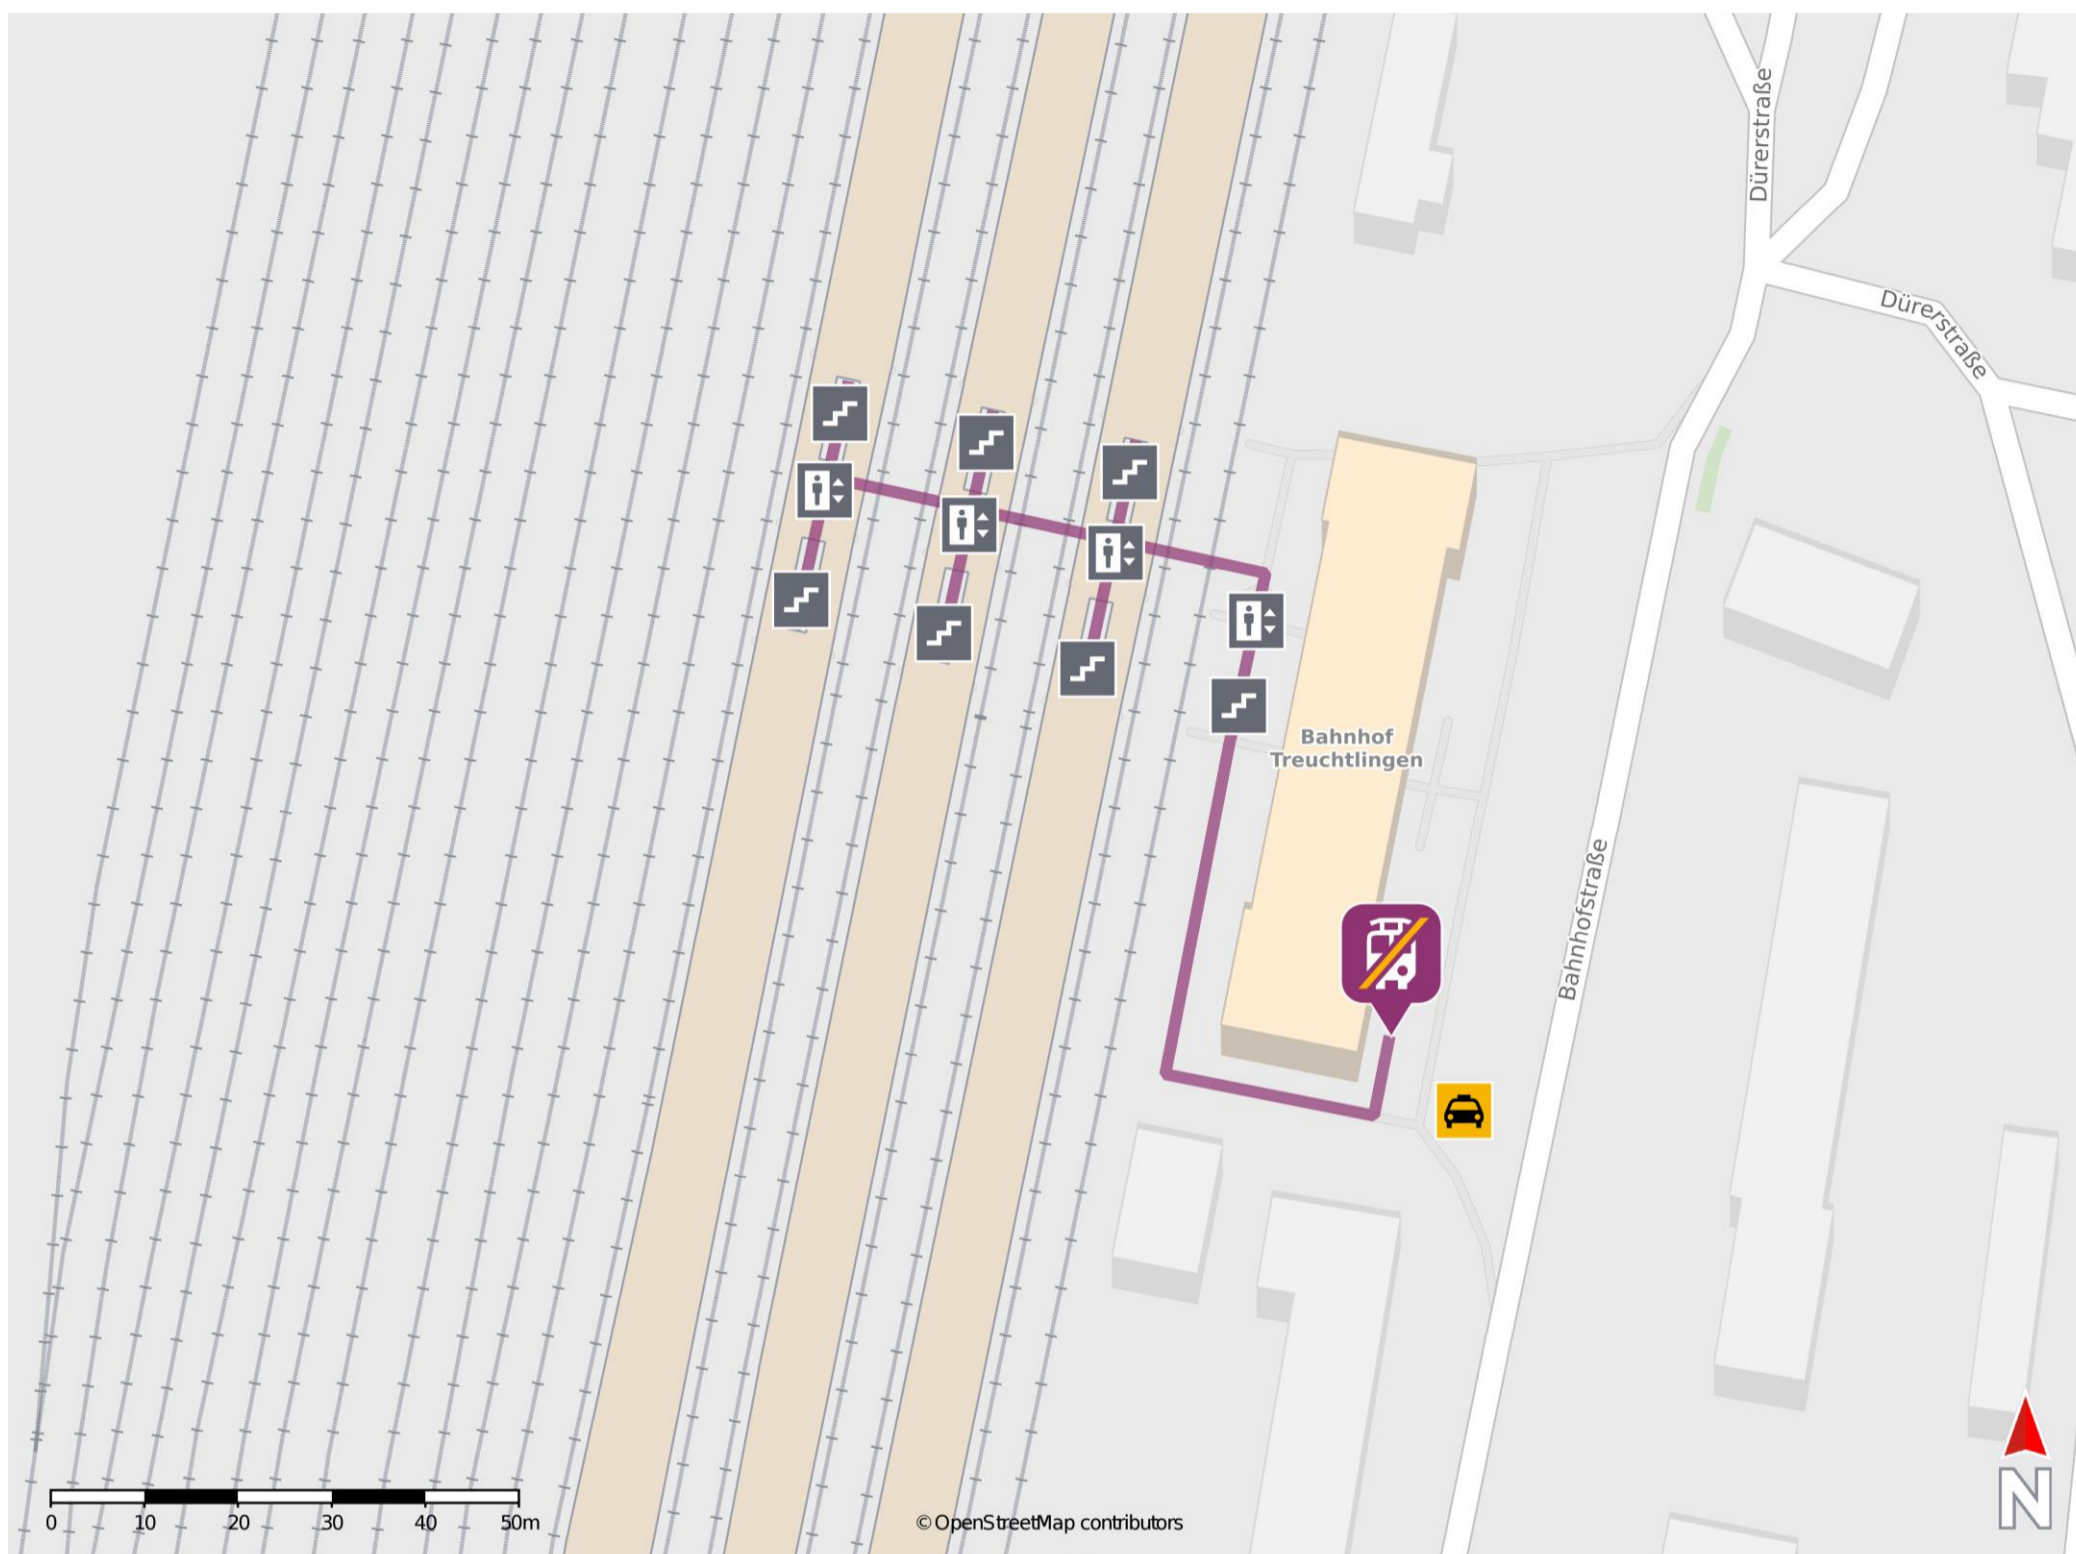 Dürerstraße
Dürerstraße
Bahnhof
Treuchtlingen
Bahnhofstraße
N
0 10 20 30 40 50m
© OpenStreetMap contributors